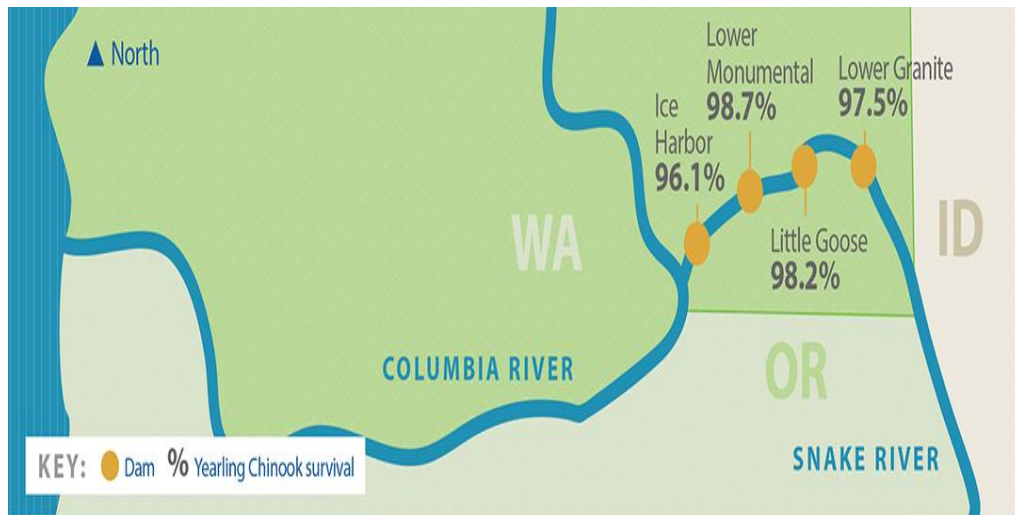 North
Lower
Monumental
98.7%
Lower Granite
97.5%
Ice
Harbor
96.1%
WA
ID
Little Goose
98.2%
COLUMBIA RIVER
OR
SNAKE RIVER
KEY: Dam % Yearling Chinook survival